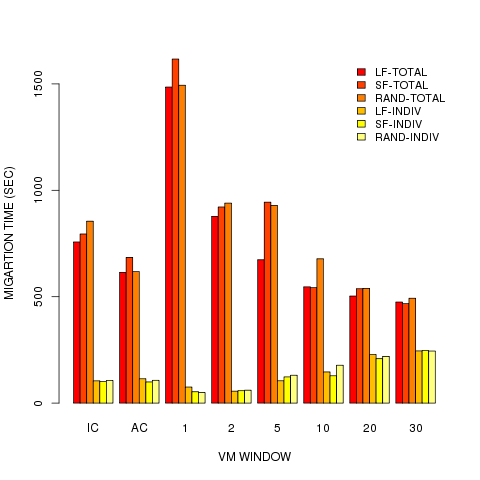 LF-TOTAL
SF-TOTAL
RAND-TOTAL
LF-INDIV
SF-INDIV
RAND-INDIV
MIGARTION TIME (SEC)
1500
1000
500
0
IC AC 1 2 5 10 20 30
VM WINDOW